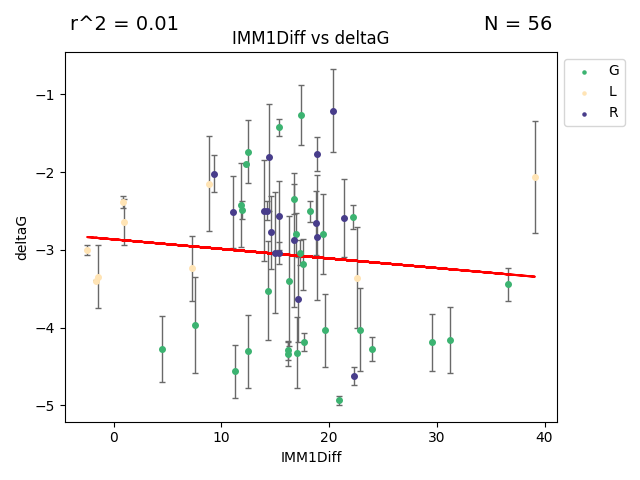 r^2 = 0.01
N = 56
IMM1Diff vs deltaG
G
L
R
−1
−2
−3
−4
−5
deltaG
0
10
20
30
40
IMM1Diff